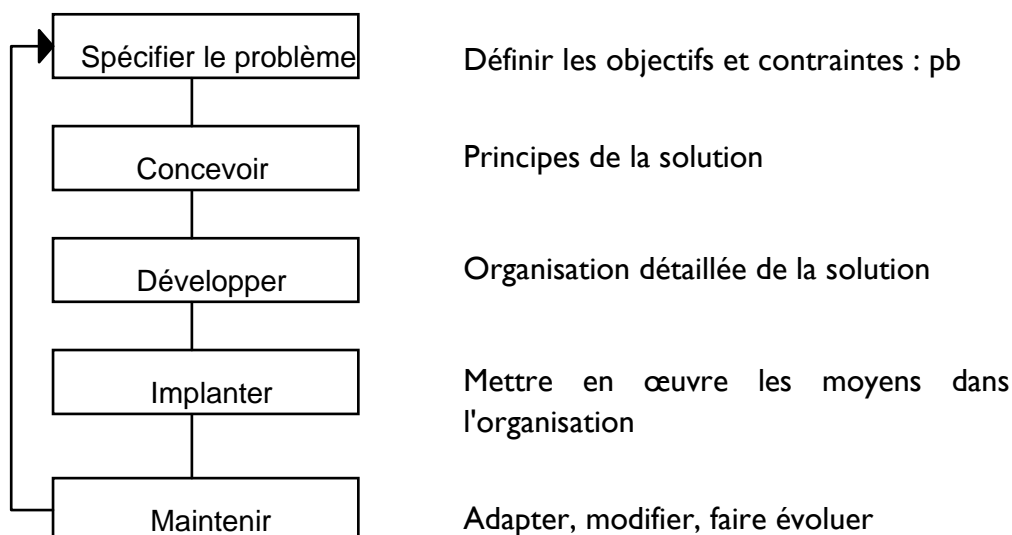 Spécifier le problème
Définir les objectifs et contraintes : pb
Concevoir
Principes de la solution
Développer
Organisation détaillée de la solution
Implanter
Mettre en œuvre les moyens dans
l'organisation
Maintenir
Adapter, modifier, faire évoluer